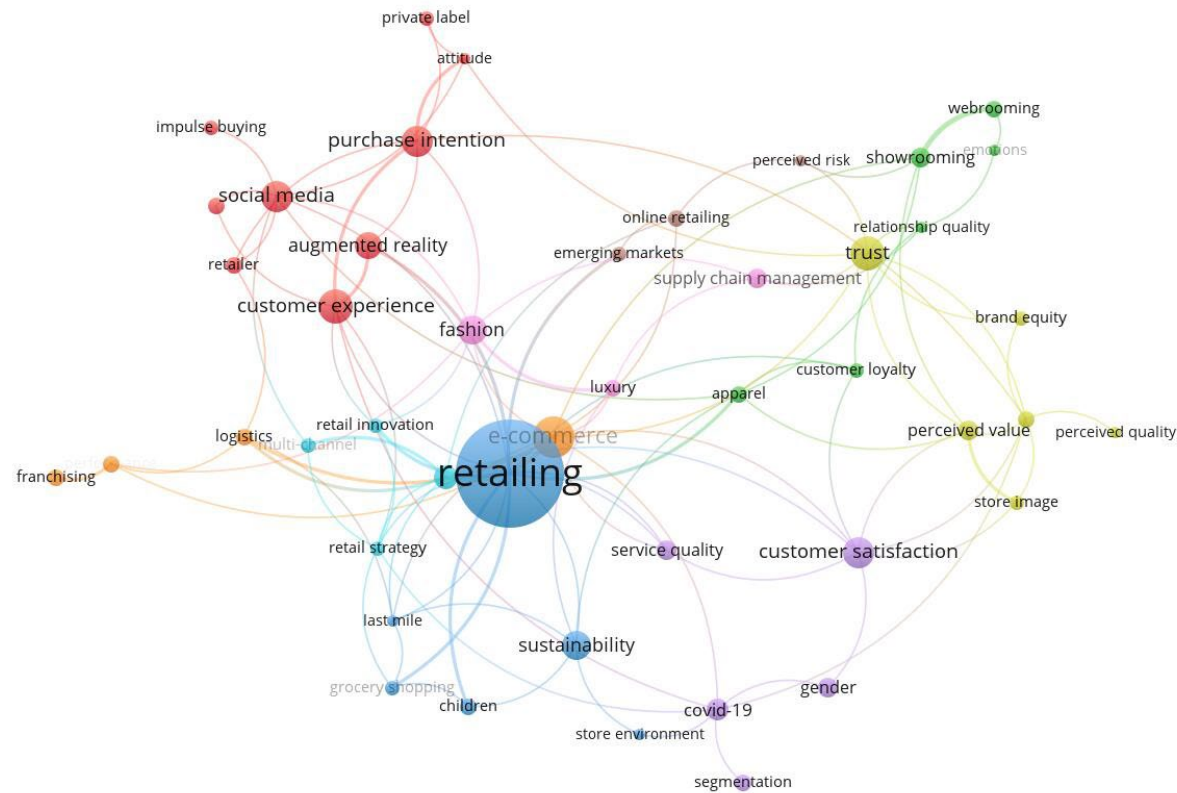 private label
attitude
webrooming
impulse buying
purchase intention
emotions
showrooming
perceived risk
social media
online retailing
relationship quality
augmented reality
emerging markets
trust
retailer
supply chain management
customer experience
brand equity
fashion
customer loyalty
luxury
apparel
retail innovation
logistics
e-commerce
perceived value
perceived quality
multi-channel
retailing
franchising
store image
retail strategy
service quality
customer satisfaction
last mile
sustainability
grocery shopping
gender
children
covid-19
store environment
segmentation